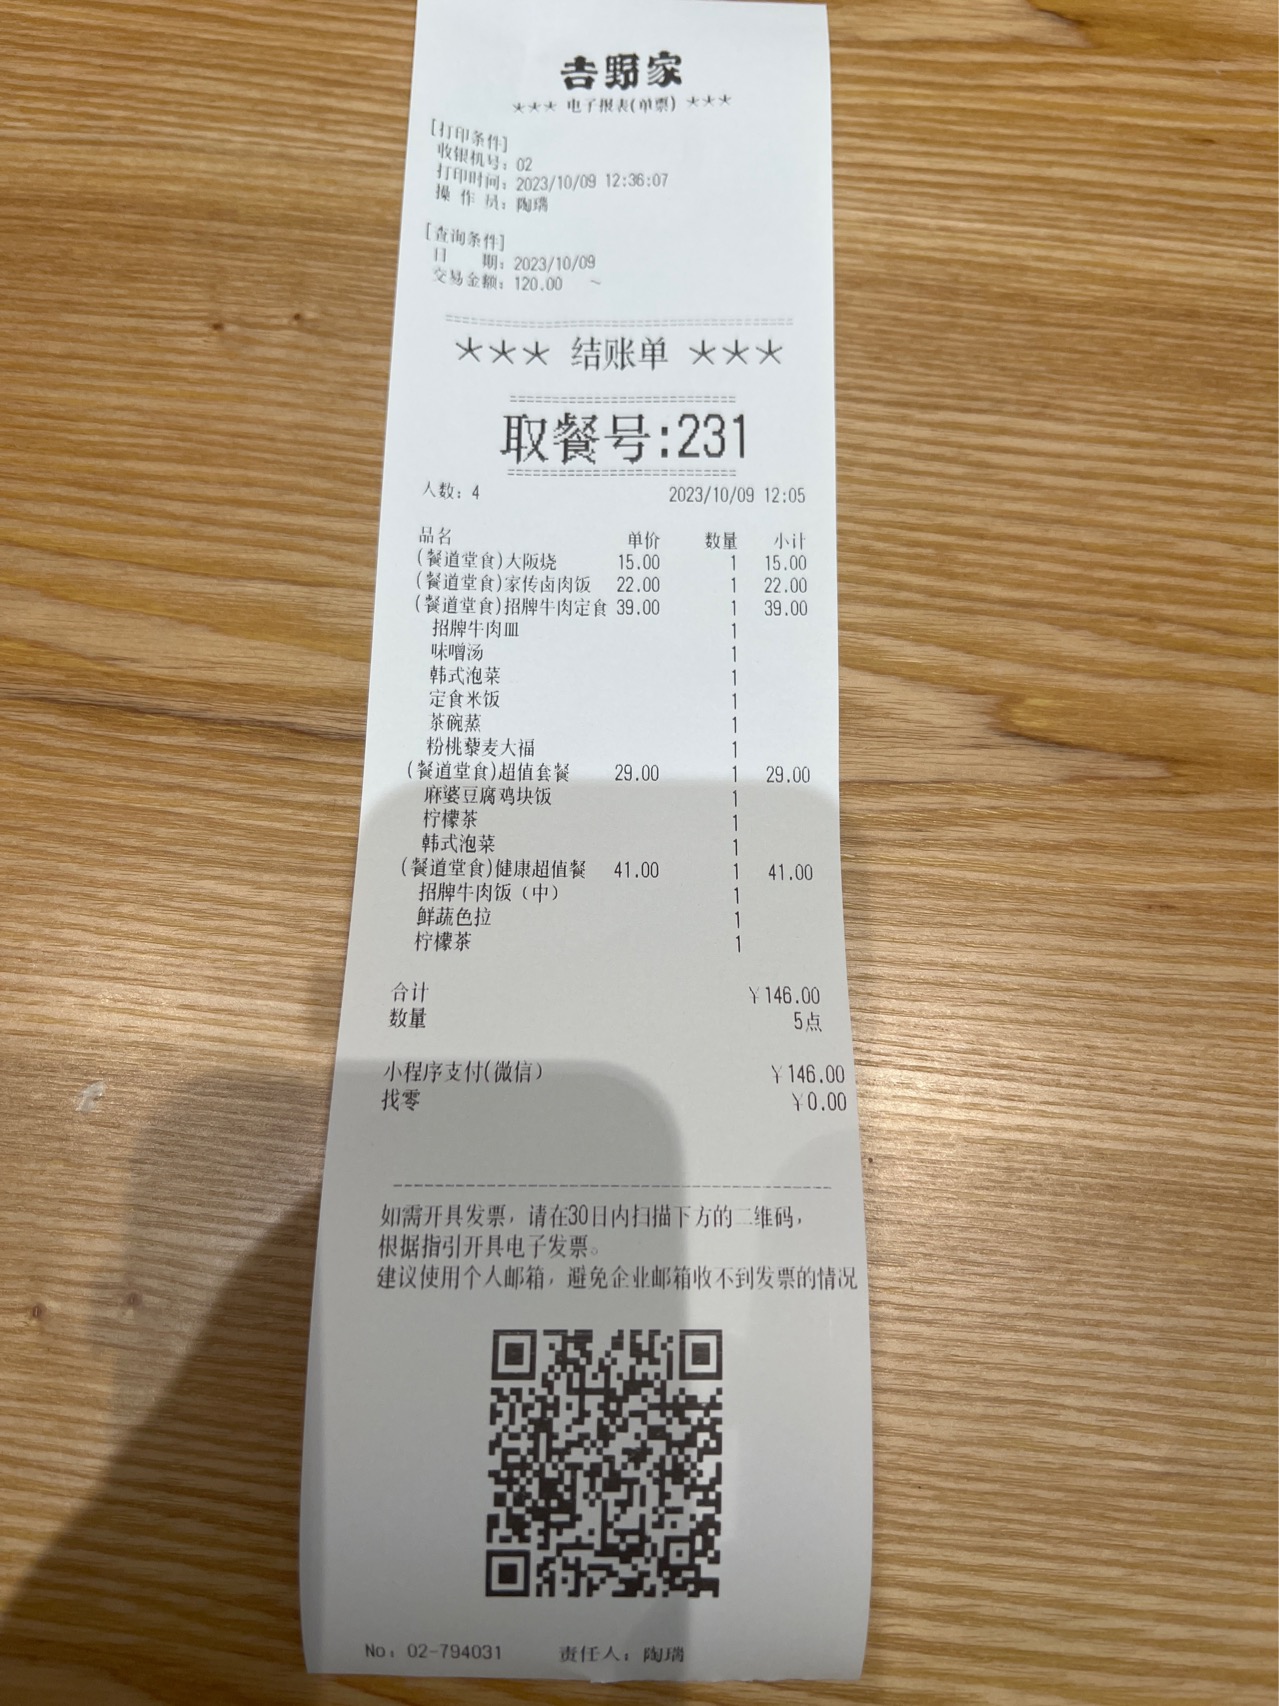 吉野家
*** 电子报表(单票) ***
[打印条件]
收银机号: 02
打印时间: 2023/10/09 12:36:07
操 作 员: 陶瑞
[查询条件]
日 期: 2023/10/09
交易金额: 120.00 ~
*** 结账单 ***
取餐号:231
人数: 4 2023/10/09 12:05
品名 单价 数量 小计
(餐道堂食)大阪烧 15.00 1 15.00
(餐道堂食)家传卤肉饭 22.00 1 22.00
(餐道堂食)招牌牛肉定食 39.00 1 39.00
招牌牛肉皿 1
味噌汤 1
韩式泡菜 1
定食米饭 1
茶碗蒸 1
粉桃藜麦大福 1
(餐道堂食)超值套餐 29.00 1 29.00
麻婆豆腐鸡块饭 1
柠檬茶 1
韩式泡菜 1
(餐道堂食)健康超值餐 41.00 1 41.00
招牌牛肉饭（中） 1
鲜蔬色拉 1
柠檬茶 1
合计 ¥146.00
数量 5点
小程序支付(微信) ¥146.00
找零 ¥0.00
如需开具发票，请在30日内扫描下方的二维码，
根据指引开具电子发票。
建议使用个人邮箱，避免企业邮箱收不到发票的情况
No: 02-794031 责任人: 陶瑞